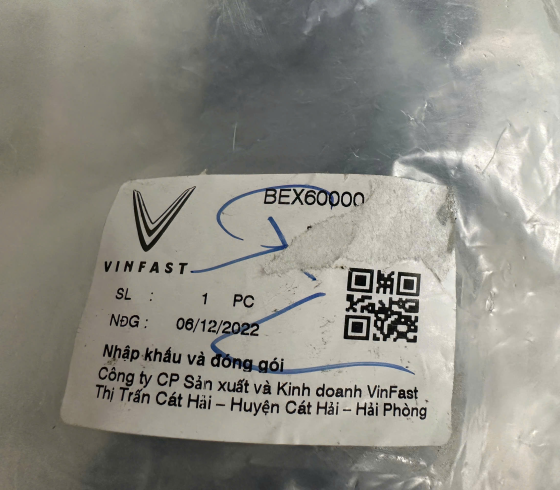 BEX60000
VINFAST
SL : 1 PC
NĐG : 06/12/2022
Nhập khẩu và đóng gói
Công ty CP Sản xuất và Kinh doanh VinFast
Thị Trấn Cát Hải – Huyện Cát Hải – Hải Phòng